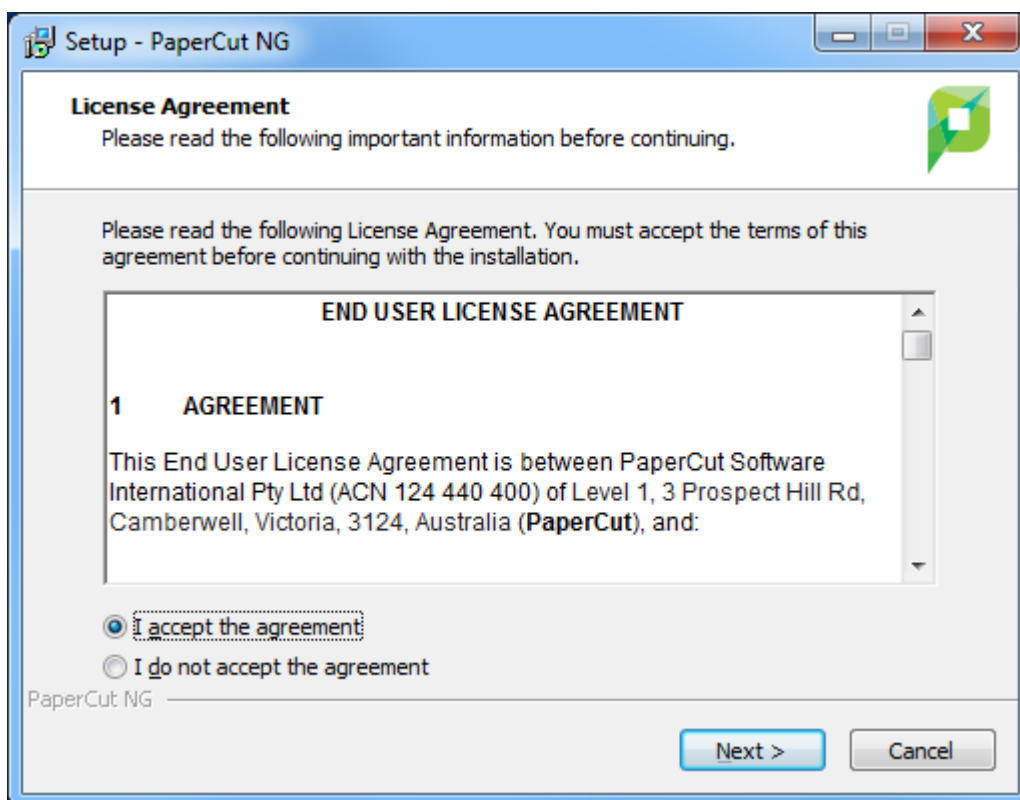 Setup - PaperCut NG
License Agreement
Please read the following important information before continuing.
Please read the following License Agreement. You must accept the terms of this
agreement before continuing with the installation.
END USER LICENSE AGREEMENT
1 AGREEMENT
This End User License Agreement is between PaperCut Software
International Pty Ltd (ACN 124 440 400) of Level 1, 3 Prospect Hill Rd,
Camberwell, Victoria, 3124, Australia (PaperCut), and:
I accept the agreement
I do not accept the agreement
PaperCut NG
Next >
Cancel